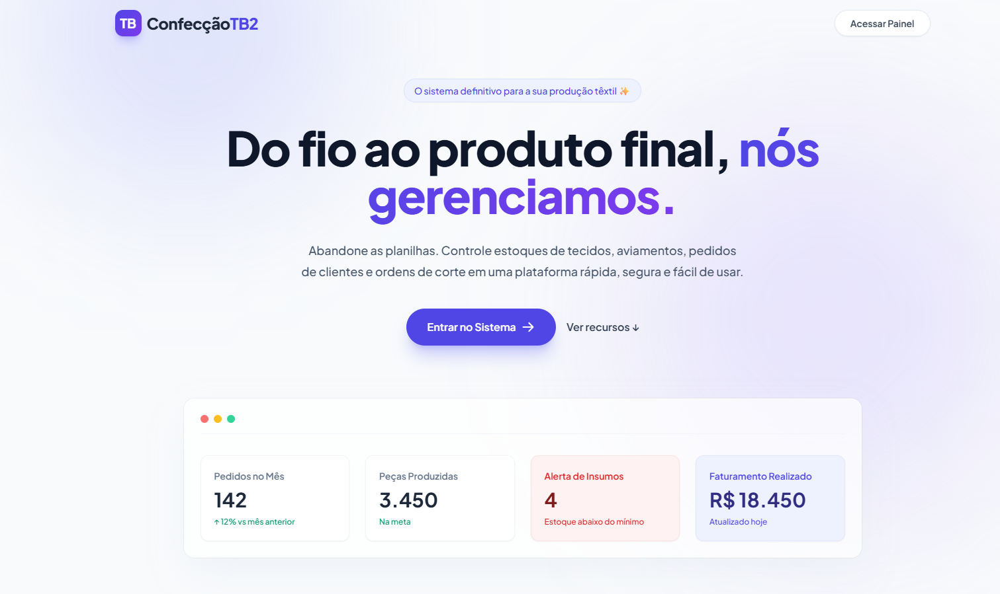 TB ConfecçãoTB2
Acessar Painel
O sistema definitivo para a sua produção têxtil ✨
Do fio ao produto final, nós
gerenciamos.
Abandone as planilhas. Controle estoques de tecidos, aviamentos, pedidos
de clientes e ordens de corte em uma plataforma rápida, segura e fácil de usar.
Entrar no Sistema →
Ver recursos ↓
Pedidos no Mês
142
↑ 12% vs mês anterior
Peças Produzidas
3.450
Na meta
Alerta de Insumos
4
Estoque abaixo do mínimo
Faturamento Realizado
R$ 18.450
Atualizado hoje